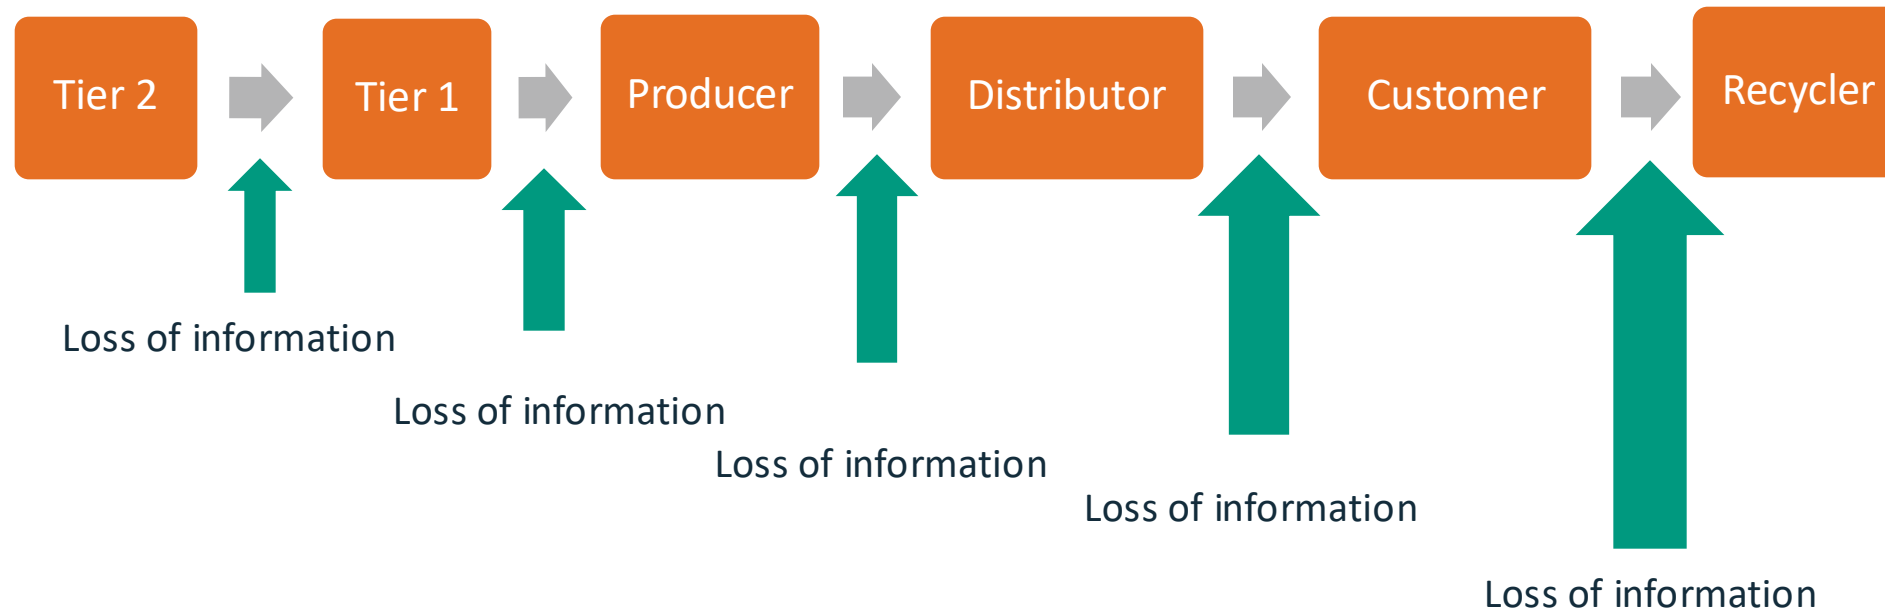 Tier 2
Tier 1
Producer
Distributor
Customer
Recycler
Loss of information
Loss of information
Loss of information
Loss of information
Loss of information